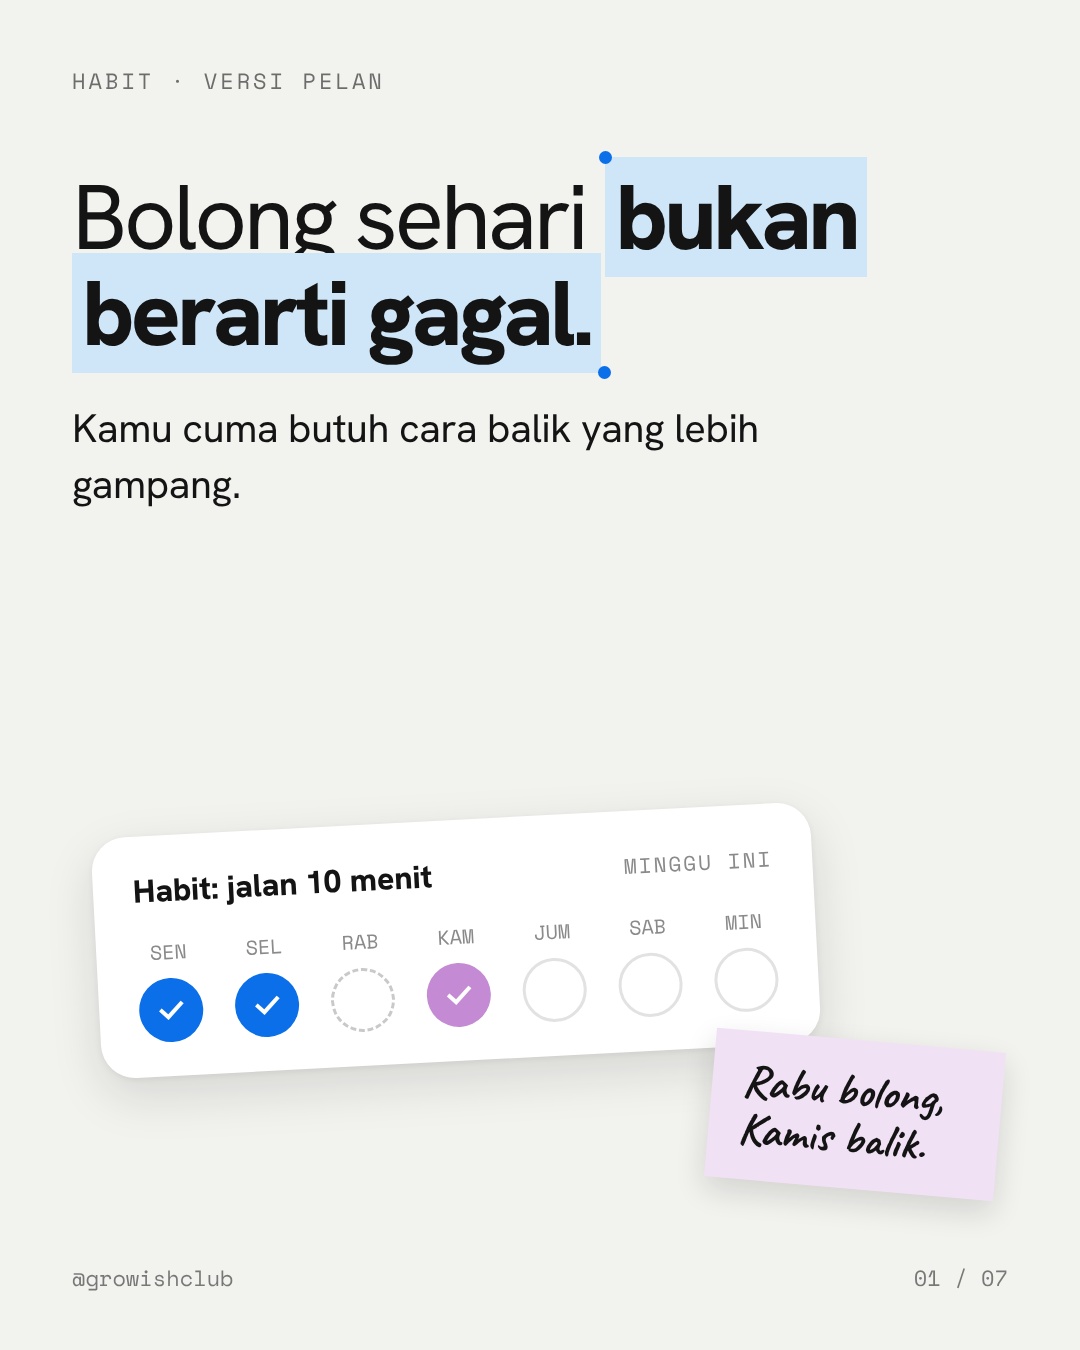 HABIT · VERSI PELAN
Bolong sehari bukan
berarti gagal.
Kamu cuma butuh cara balik yang lebih
gampang.
Habit: jalan 10 menit
MINGGU INI
SEN SEL RAB KAM JUM SAB MIN
Rabu bolong,
Kamis balik.
@growishclub
01 / 07